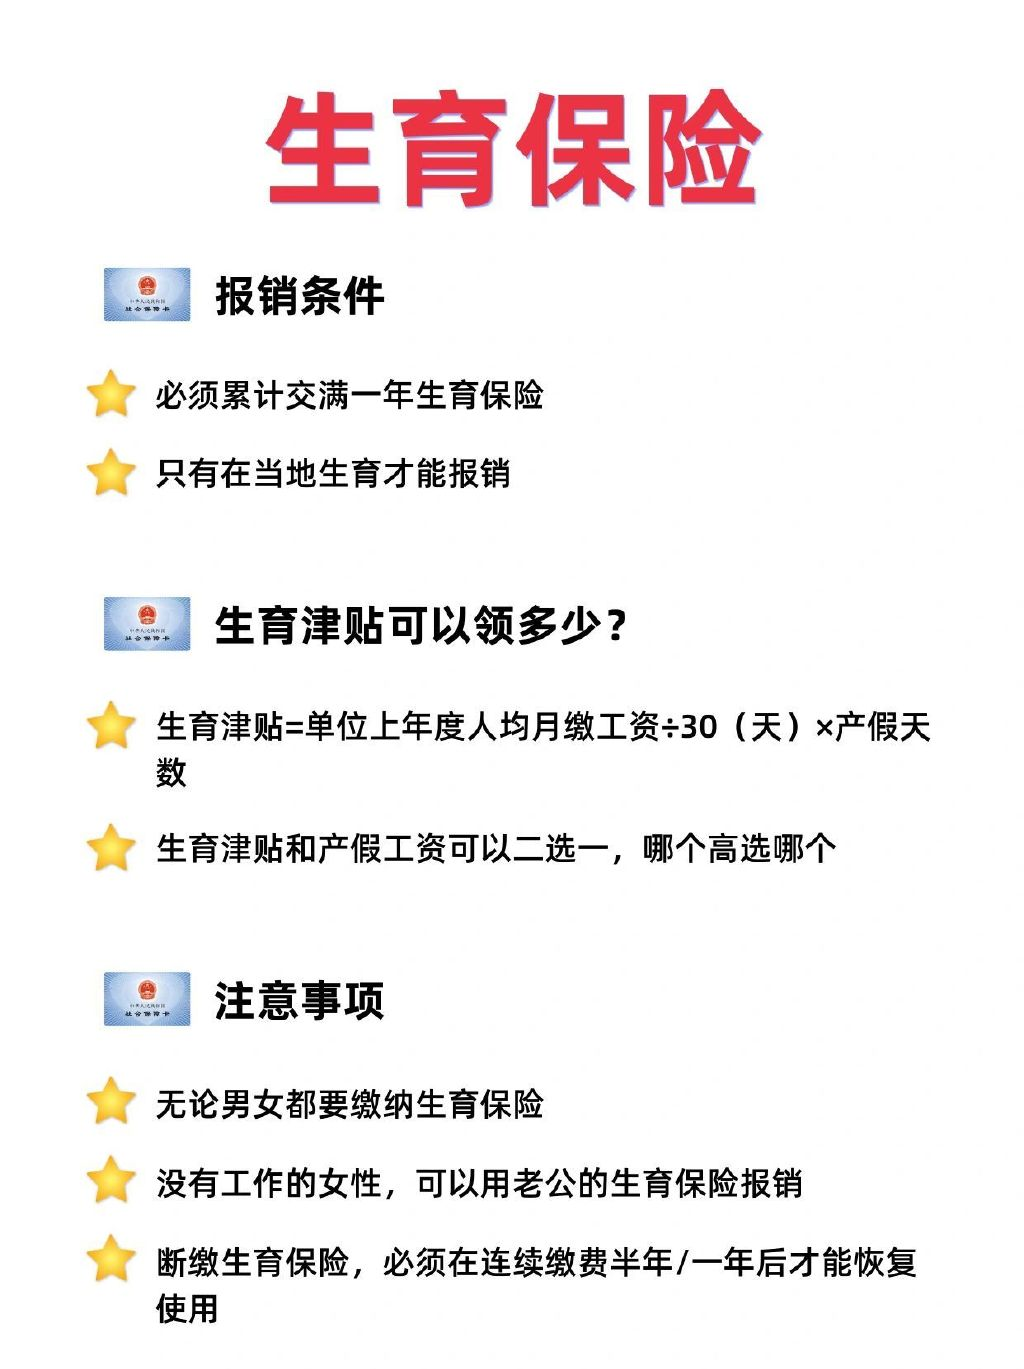 生育保险
中华人民共和国
社会保障卡
报销条件
必须累计交满一年生育保险
只有在当地生育才能报销
中华人民共和国
社会保障卡
生育津贴可以领多少？
生育津贴=单位上年度人均月缴工资÷30（天）×产假天
数
生育津贴和产假工资可以二选一，哪个高选哪个
中华人民共和国
社会保障卡
注意事项
无论男女都要缴纳生育保险
没有工作的女性，可以用老公的生育保险报销
断缴生育保险，必须在连续缴费半年/一年后才能恢复
使用